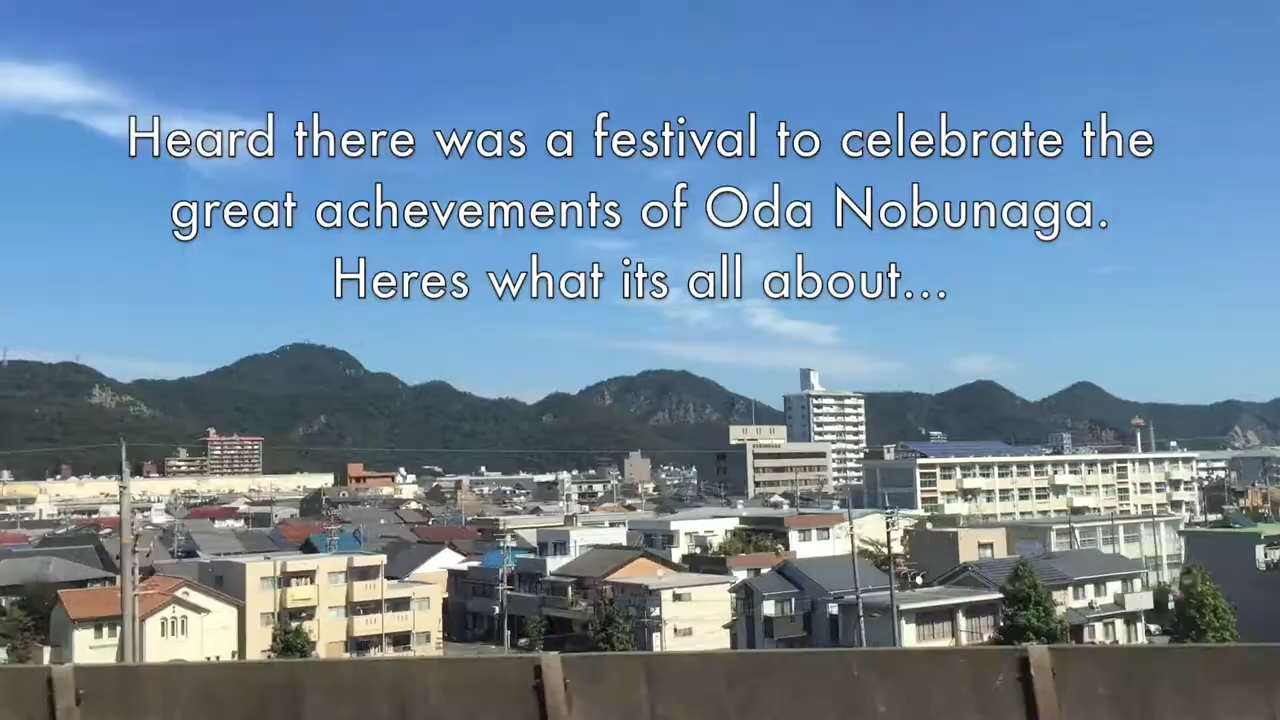 Heard there was a festival to celebrate the
great achevements of Oda Nobunaga.
Heres what its all about...